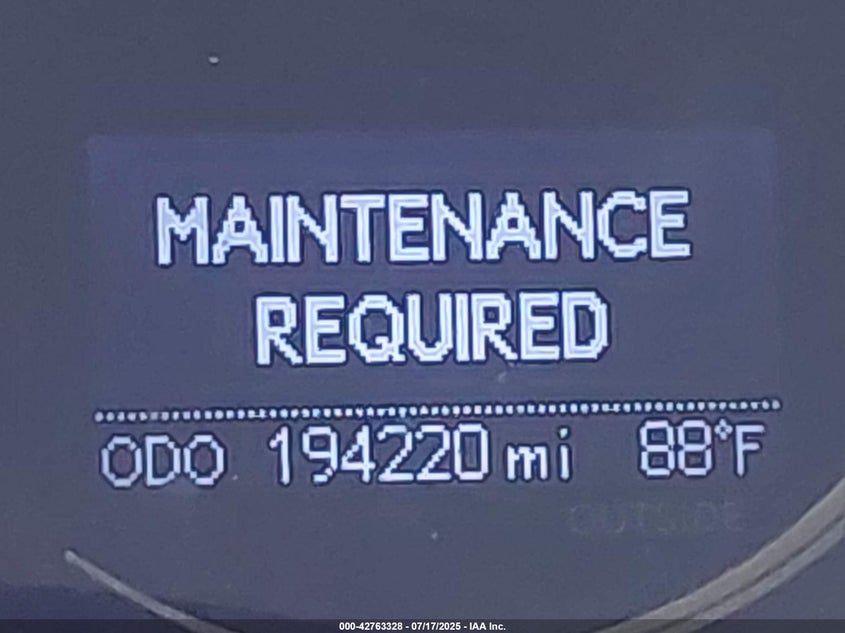 MAINTENANCE
REQUIRED
ODO 194220 mi 88°F
000-42763328 - 07/17/2025 - IAA Inc.